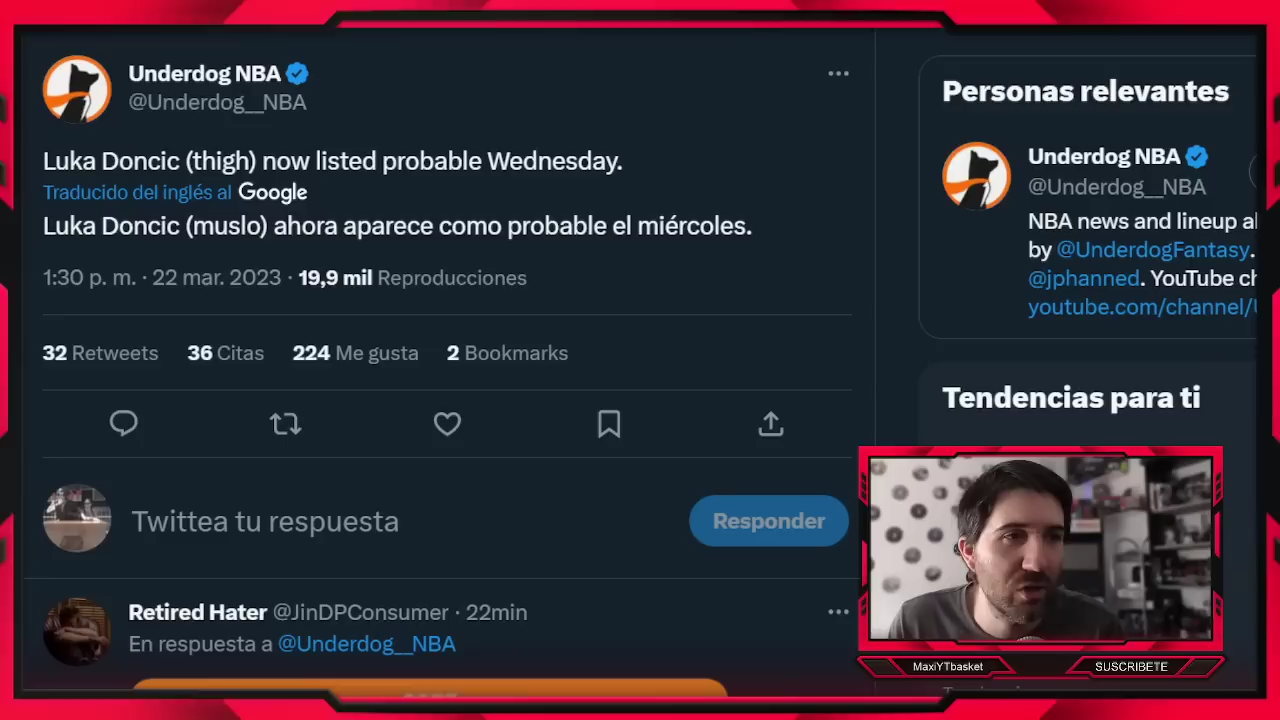 Underdog NBA
@Underdog__NBA
Luka Doncic (thigh) now listed probable Wednesday.
Traducido del inglés al Google
Luka Doncic (muslo) ahora aparece como probable el miércoles.
1:30 p. m. · 22 mar. 2023 · 19,9 mil Reproducciones
32 Retweets 36 Citas 224 Me gusta 2 Bookmarks
Twittea tu respuesta
Responder
Retired Hater @JinDPConsumer · 22min
En respuesta a @Underdog__NBA
Personas relevantes
Underdog NBA
@Underdog__NBA
NBA news and lineup al
by @UnderdogFantasy.
@jphanned. YouTube ch
youtube.com/channel/
Tendencias para ti
MaxiYTbasket
SUSCRIBETE